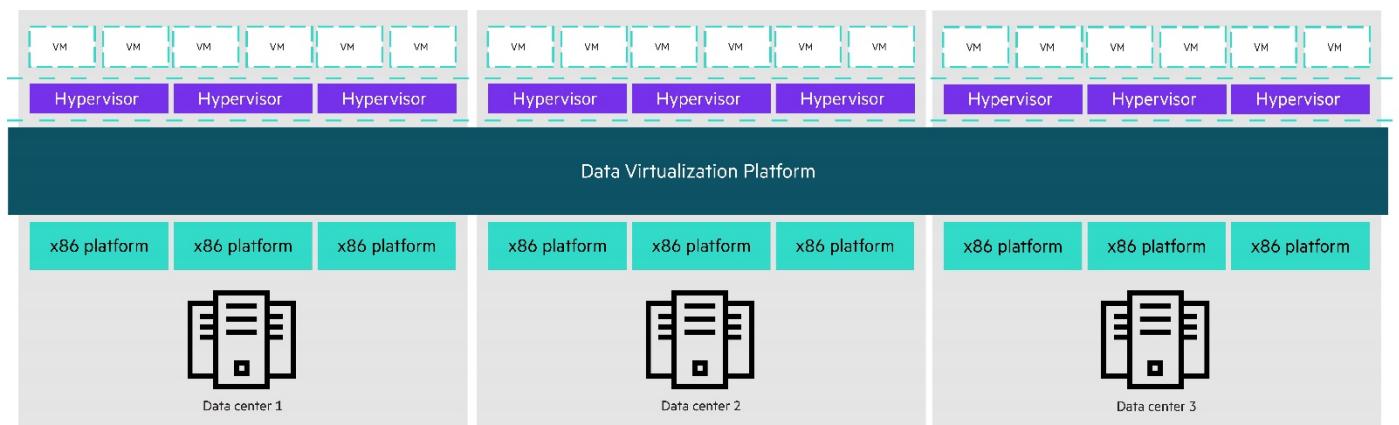 VM VM VM VM VM VM VM VM VM VM VM VM VM VM VM VM VM VM
Hypervisor Hypervisor Hypervisor Hypervisor Hypervisor Hypervisor Hypervisor Hypervisor Hypervisor
Data Virtualization Platform
x86 platform x86 platform x86 platform x86 platform x86 platform x86 platform x86 platform x86 platform x86 platform
Data center 1 Data center 2 Data center 3